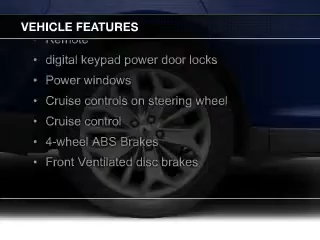 VEHICLE FEATURES
• Remote
• digital keypad power door locks
• Power windows
• Cruise controls on steering wheel
• Cruise control
• 4-wheel ABS Brakes
• Front Ventilated disc brakes